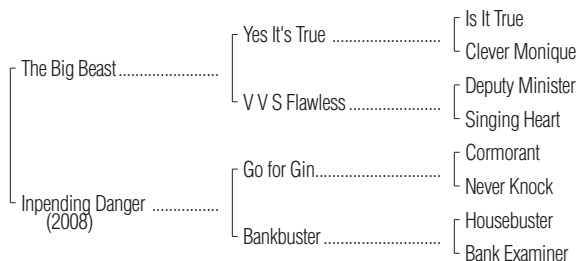 Is It True
Yes It's True ..........................
Clever Monique
The Big Beast........................
Deputy Minister
V V S Flawless ......................
Singing Heart
Cormorant
Go for Gin..............................
Never Knock
Inpending Danger ................
(2008)
Housebuster
Bankbuster ............................
Bank Examiner